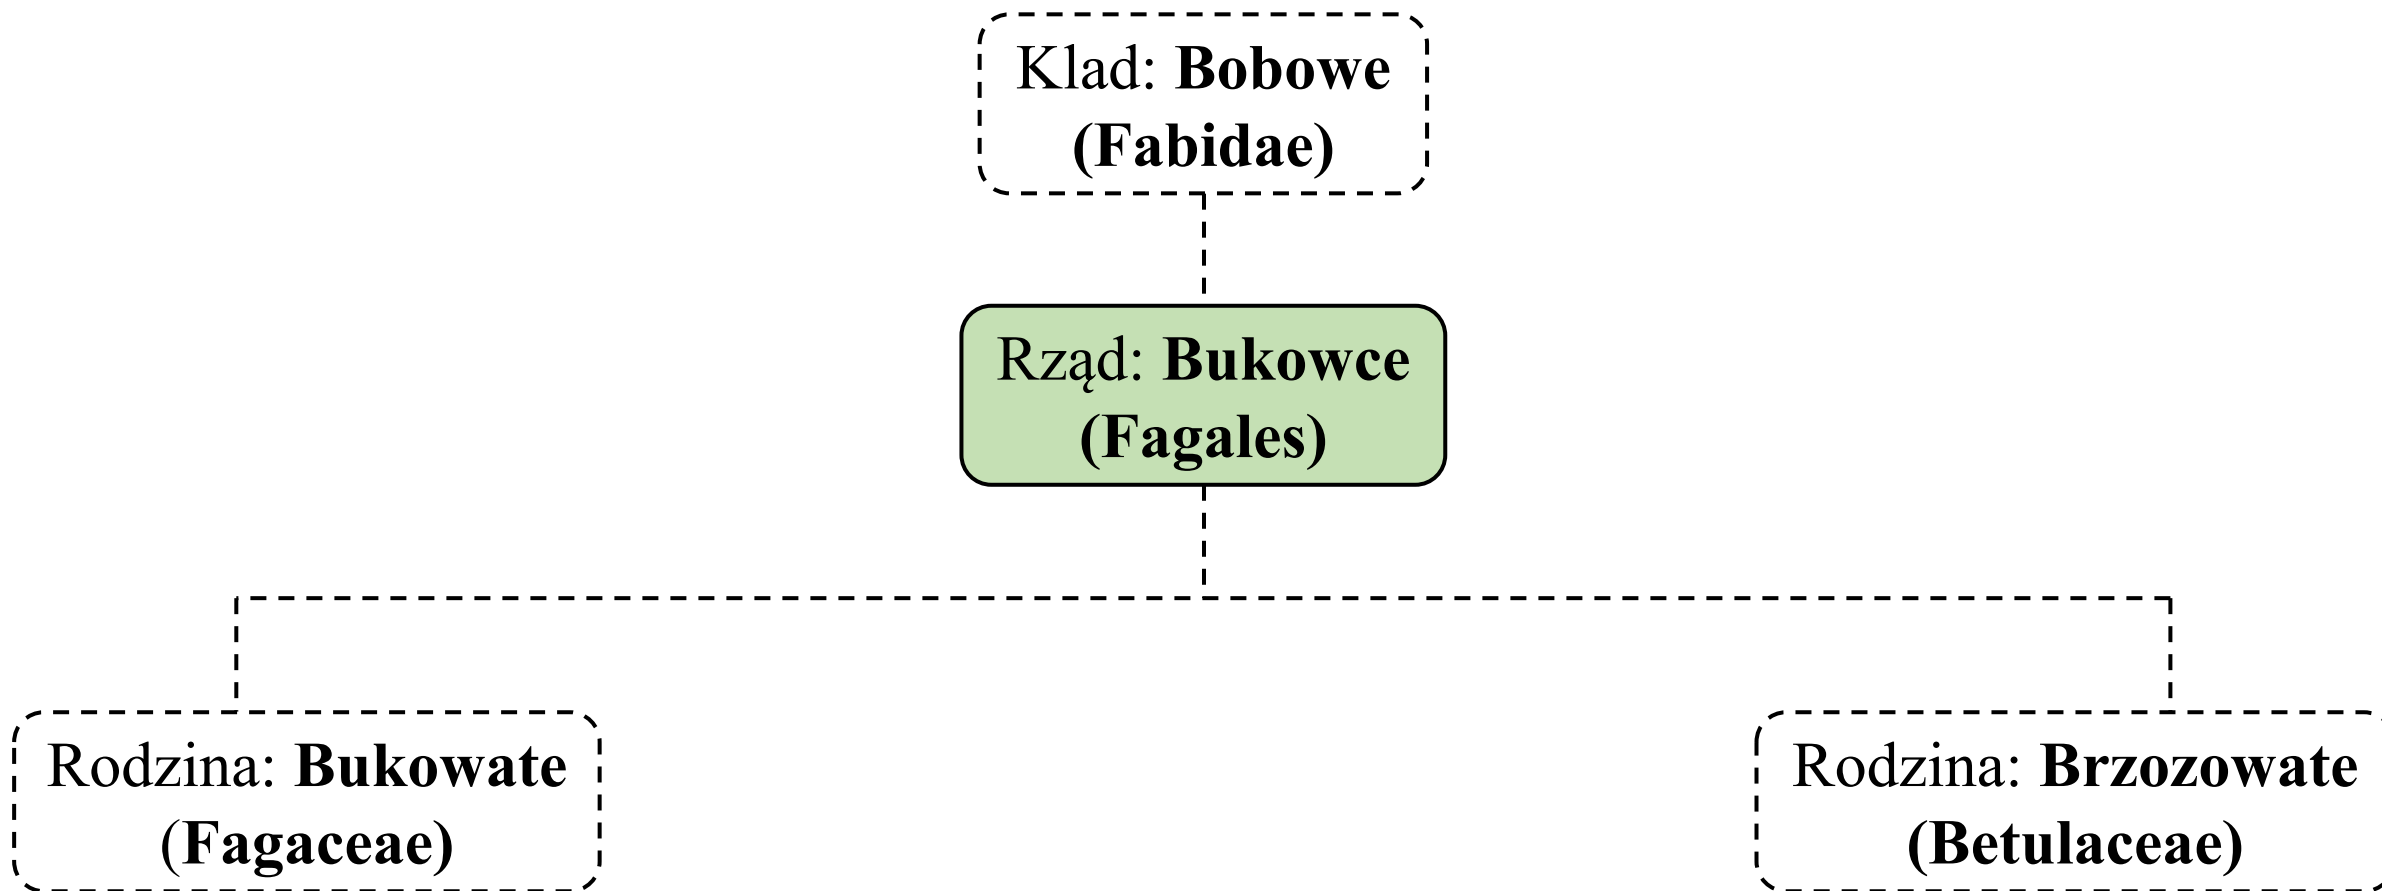 Klad: Bobowe
(Fabidae)
Rząd: Bukowce
(Fagales)
Rodzina: Bukowate
(Fagaceae)
Rodzina: Brzozowate
(Betulaceae)